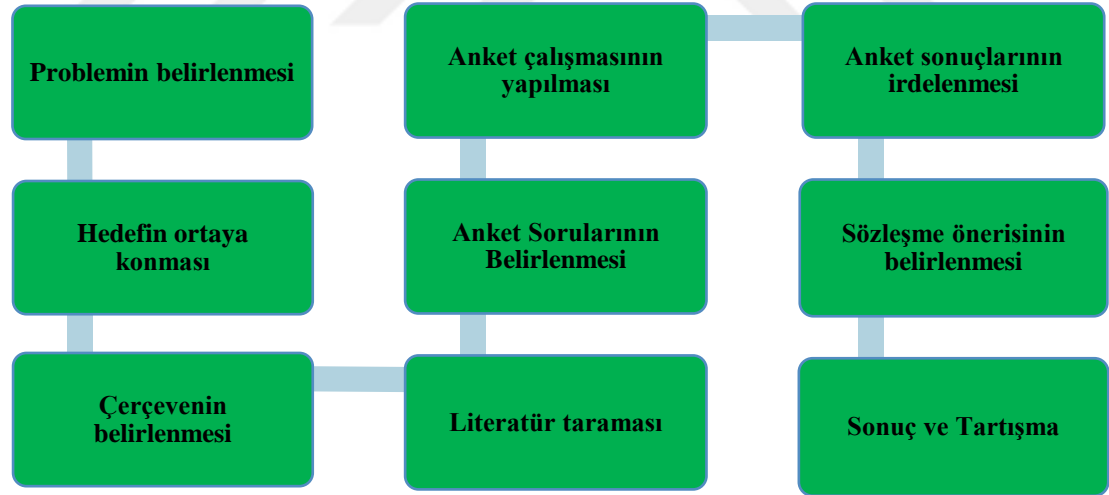 Problemin belirlenmesi
Hedefin ortaya
konması
Çerçevenin
belirlenmesi
Literatür taraması
Anket Sorularının
Belirlenmesi
Anket çalışmasının
yapılması
Anket sonuçlarının
irdelenmesi
Sözleşme önerisinin
belirlenmesi
Sonuç ve Tartışma